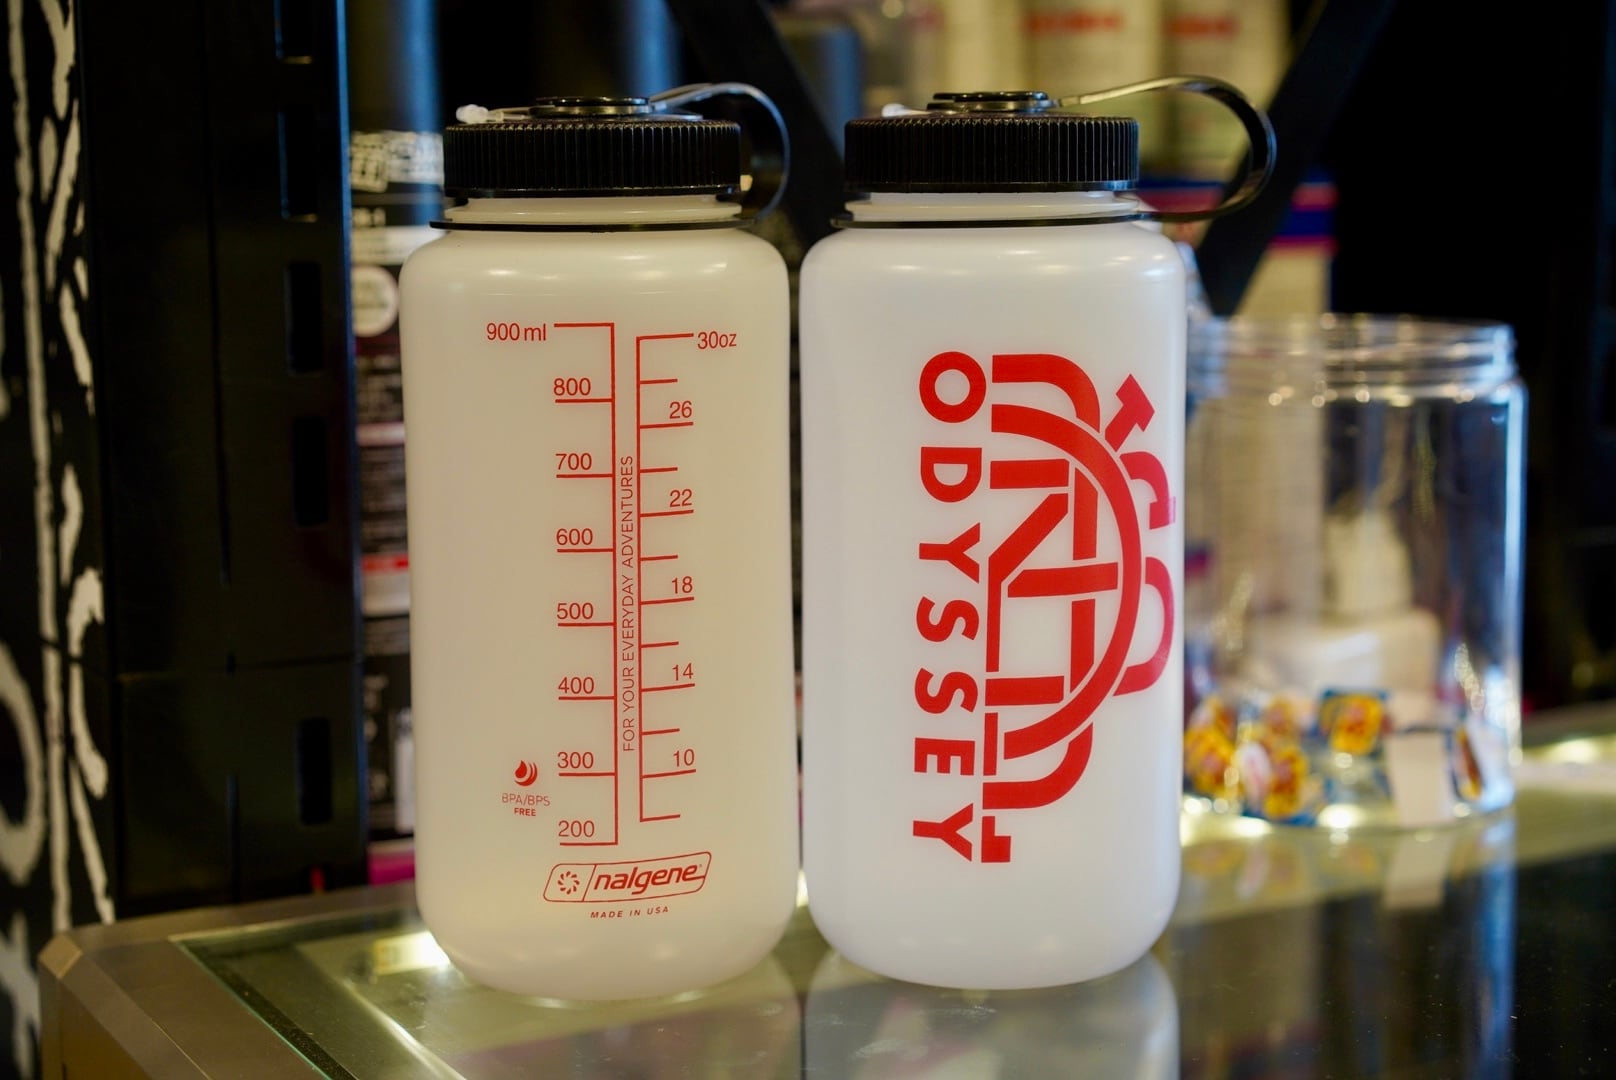 900 ml
800
700
600
500
400
300
200
30oz
26
22
18
14
10
FOR YOUR EVERYDAY ADVENTURES
BPA/BPS
FREE
nalgene
MADE IN USA
ODYSSEY